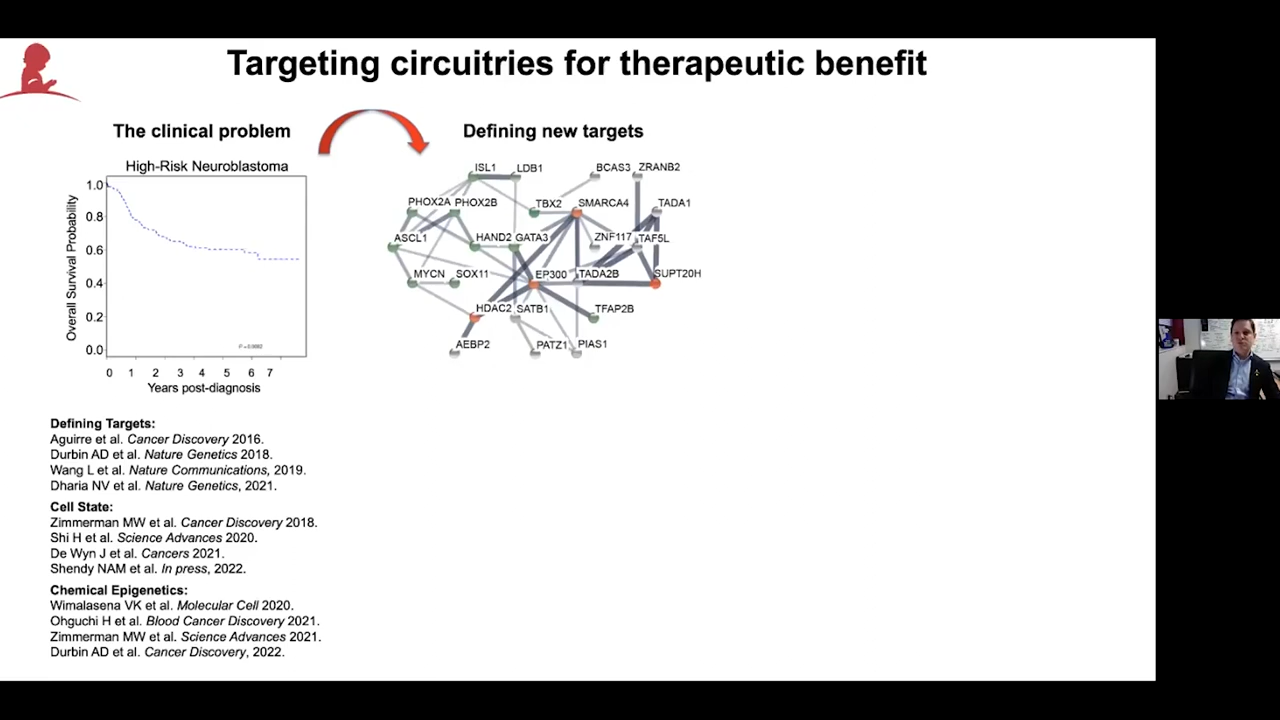 Targeting circuitries for therapeutic benefit
The clinical problem
Defining new targets
High-Risk Neuroblastoma
Overall Survival Probability
1.0
0.8
0.6
0.4
0.2
0.0
0 1 2 3 4 5 6 7
Years post-diagnosis
ISL1 LDB1 BCAS3 ZRANB2
PHOX2A PHOX2B TBX2 SMARCA4 TADA1
ASCL1 HAND2 GATA3 ZNF117 TAF5L
MYCN SOX11 EP300 TADA2B SUPT20H
HDAC2 SATB1 TFAP2B
AEBP2 PATZ1 PIAS1
Defining Targets:
Aguirre et al. Cancer Discovery 2016.
Durbin AD et al. Nature Genetics 2018.
Wang L et al. Nature Communications, 2019.
Dharia NV et al. Nature Genetics, 2021.
Cell State:
Zimmerman MW et al. Cancer Discovery 2018.
Shi H et al. Science Advances 2020.
De Wyn J et al. Cancers 2021.
Shendy NAM et al. In press, 2022.
Chemical Epigenetics:
Wimalasena VK et al. Molecular Cell 2020.
Ohguchi H et al. Blood Cancer Discovery 2021.
Zimmerman MW et al. Science Advances 2021.
Durbin AD et al. Cancer Discovery, 2022.